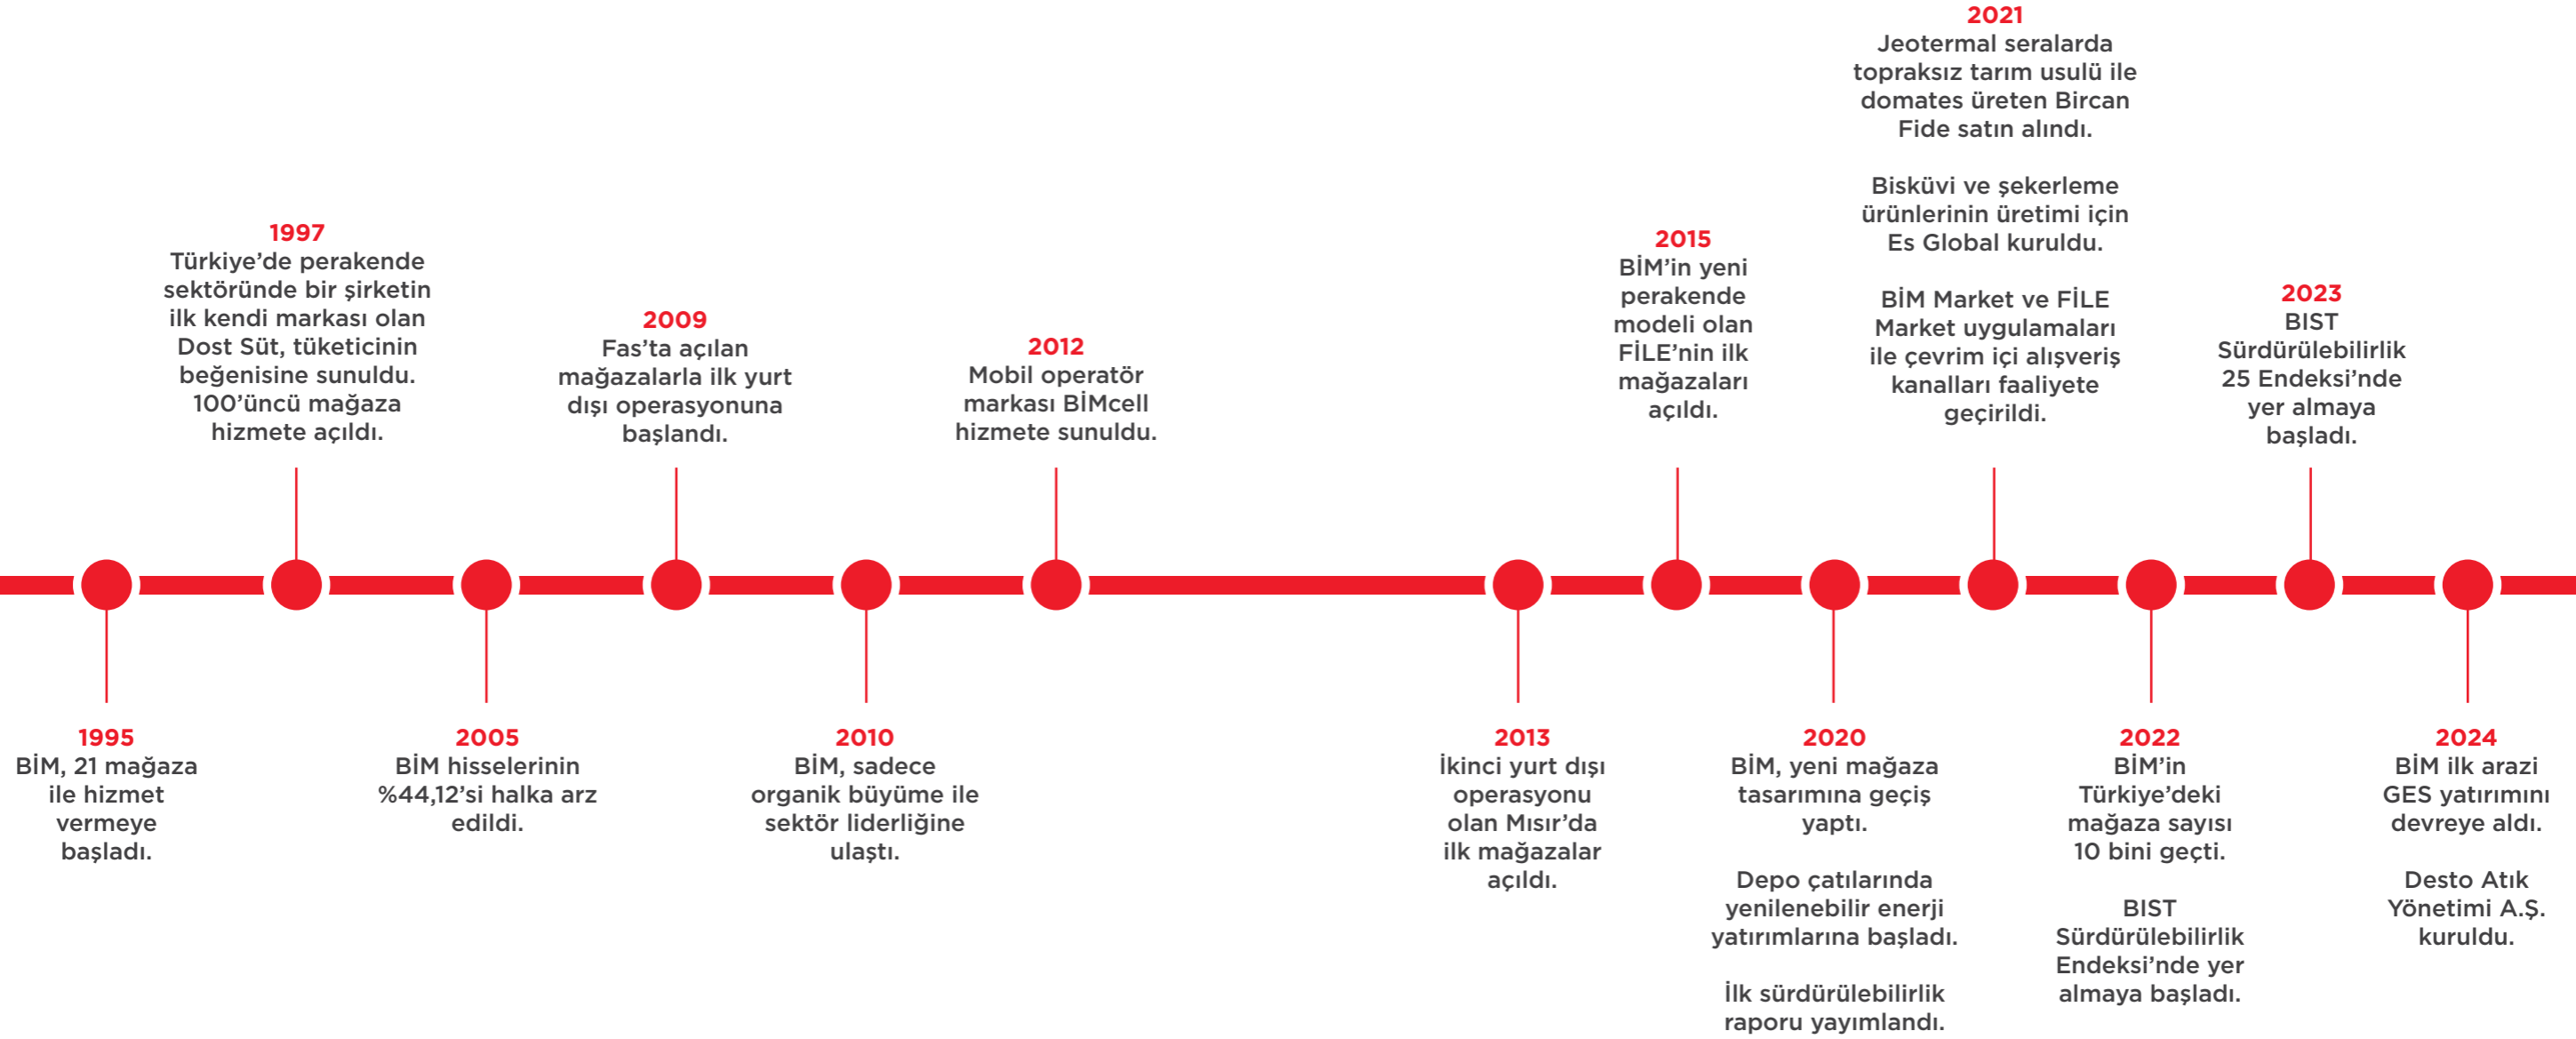 1995
BİM, 21 mağaza
ile hizmet
vermeye
başladı.
1997
Türkiye’de perakende
sektöründe bir şirketin
ilk kendi markası olan
Dost Süt, tüketicinin
beğenisine sunuldu.
100’üncü mağaza
hizmete açıldı.
2005
BİM hisselerinin
%44,12’si halka arz
edildi.
2009
Fas’ta açılan
mağazalarla ilk yurt
dışı operasyonuna
başlandı.
2010
BİM, sadece
organik büyüme ile
sektör liderliğine
ulaştı.
2012
Mobil operatör
markası BİMcell
hizmete sunuldu.
2013
İkinci yurt dışı
operasyonu
olan Mısır’da
ilk mağazalar
açıldı.
2015
BİM’in yeni
perakende
modeli olan
FİLE’nin ilk
mağazaları
açıldı.
2020
BİM, yeni mağaza
tasarımına geçiş
yaptı.
Depo çatılarında
yenilenebilir enerji
yatırımlarına başladı.
İlk sürdürülebilirlik
raporu yayımlandı.
2021
Jeotermal seralarda
topraksız tarım usulü ile
domates üreten Bircan
Fide satın alındı.
Bisküvi ve şekerleme
ürünlerinin üretimi için
Es Global kuruldu.
BİM Market ve FİLE
Market uygulamaları
ile çevrim içi alışveriş
kanalları faaliyete
geçirildi.
2022
BİM’in
Türkiye’deki
mağaza sayısı
10 bini geçti.
BIST
Sürdürülebilirlik
Endeksi’nde yer
almaya başladı.
2023
BIST
Sürdürülebilirlik
25 Endeksi’nde
yer almaya
başladı.
2024
BİM ilk arazi
GES yatırımını
devreye aldı.
Desto Atık
Yönetimi A.Ş.
kuruldu.